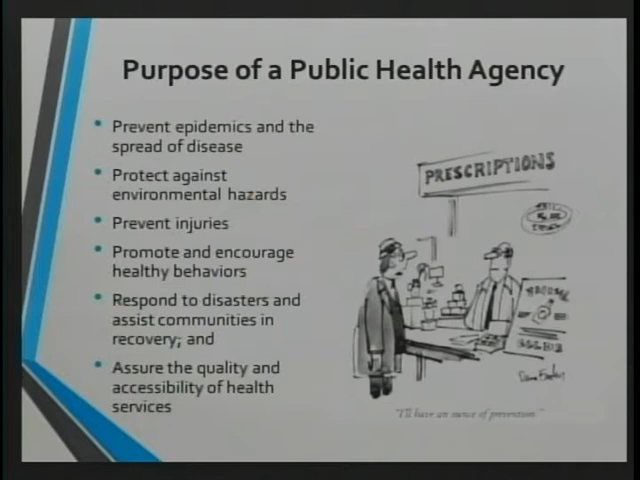 Purpose of a Public Health Agency
Prevent epidemics and the
spread of disease
Protect against
environmental hazards
Prevent injuries
Promote and encourage
healthy behaviors
Respond to disasters and
assist communities in
recovery; and
Assure the quality and
accessibility of health
services
PRESCRIPTIONS
"I'll have an ounce of prevention"